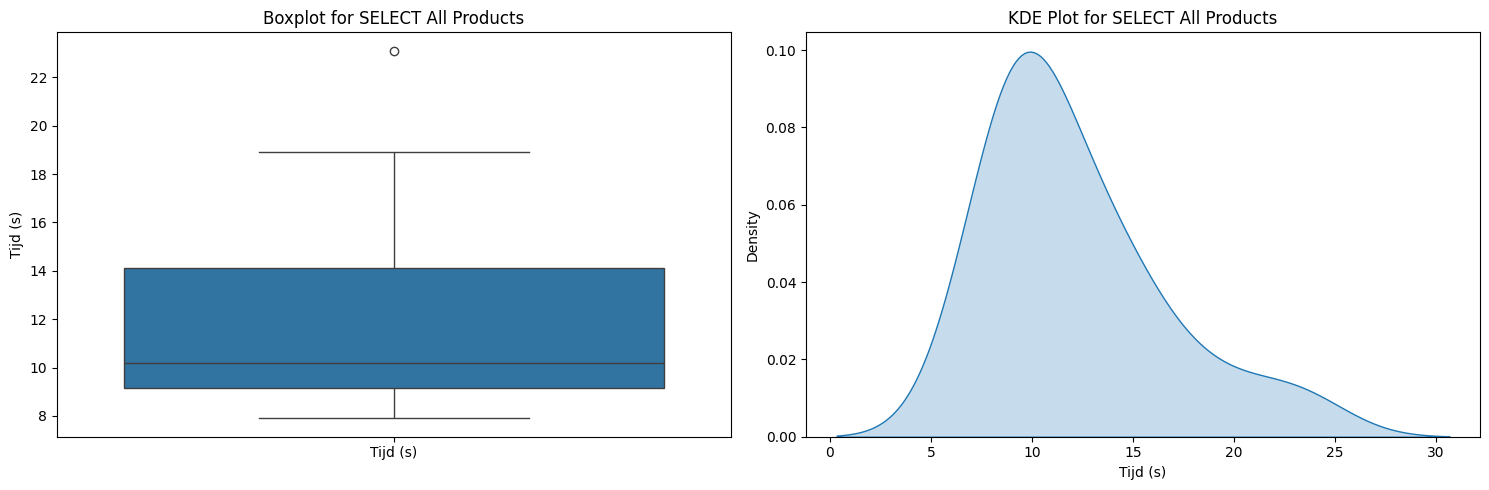 Boxplot for SELECT All Products
Tijd (s)
22
20
18
16
14
12
10
8
Tijd (s)
KDE Plot for SELECT All Products
Density
0.10
0.08
0.06
0.04
0.02
0.00
0 5 10 15 20 25 30
Tijd (s)